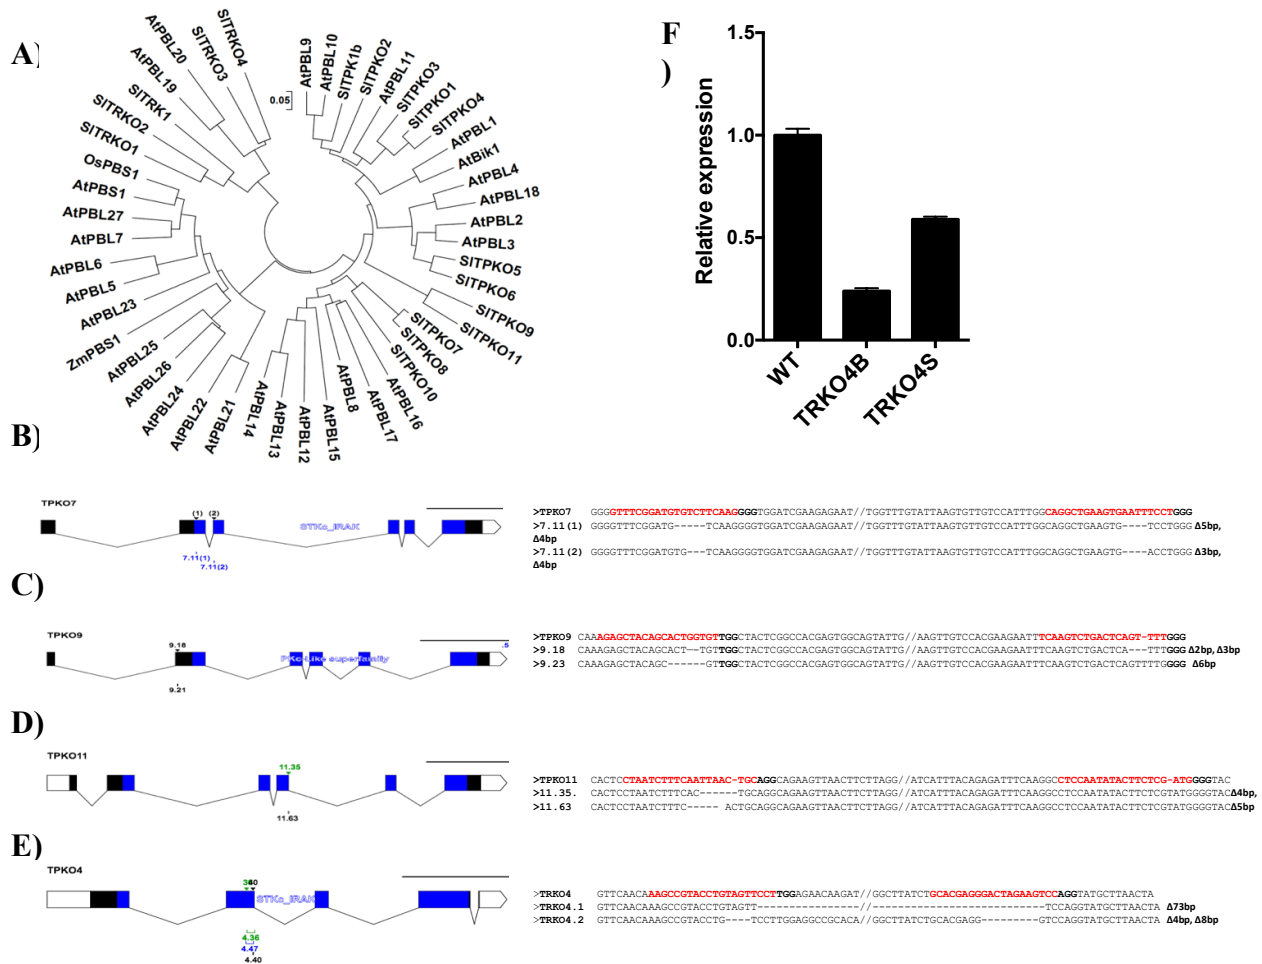 A)
0.05
AtPBL9
AtPBL10
SlTPK1b
SlTPKO2
AtPBL11
SlTPKO3
SlTPKO1
SlTPKO4
AtPBL1
AtBik1
AtPBL4
AtPBL18
AtPBL2
AtPBL3
SlTPKO5
SlTPKO6
SlTPKO9
SlTPKO11
SlTPKO7
SlTPKO8
SlTPKO10
AtPBL16
AtPBL17
AtPBL8
AtPBL15
AtPBL12
AtPBL13
AtPBL14
AtPBL21
AtPBL22
AtPBL24
AtPBL26
AtPBL25
ZmPBS1
AtPBL23
AtPBL5
AtPBL6
AtPBL7
AtPBL27
AtPBS1
OsPBS1
SlTRKO1
SlTRKO2
SlTRK1
AtPBL19
AtPBL20
SlTRKO3
SlTRKO4
F
)
Relative expression
1.5
1.0
0.5
0.0
WT
TRKO4B
TRKO4S
B)
TPKO7
(1) (2)
STKc_IRAK
7.11(1)
7.11(2)
>TPKO7 GGGGTTTCGGATGTGTCTTCAAGGGGTGGATCGAAGAGAAT//TGGTTTGTATTAAGTGTTGTCCATTTGGCAGGCTGAAGTGAATTTCCTGGG
>7.11(1) GGGGTTTCGGATG-----TCAAGGGGTGGATCGAAGAGAAT//TGGTTTGTATTAAGTGTTGTCCATTTGGCAGGCTGAAGTG----TCCTGGG Δ5bp,
Δ4bp
>7.11(2) GGGGTTTCGGATGTG---TCAAGGGGTGGATCGAAGAGAAT//TGGTTTGTATTAAGTGTTGTCCATTTGGCAGGCTGAAGTG----ACCTGGG Δ3bp,
Δ4bp
C)
TPKO9
9.18
PKc-Like superfamily
.5
9.21
>TPKO9 CAAAGAGCTACAGCACTGGTGTTGGCTACTCGGCCACGAGTGGCAGTATTG//AAGTTGTCCACGAAGAATTTCAAGTCTGACTCAGT-TTTGGG
>9.18 CAAAGAGCTACAGCACT--TGTTGGCTACTCGGCCACGAGTGGCAGTATTG//AAGTTGTCCACGAAGAATTTCAAGTCTGACTCA---TTTGGG Δ2bp, Δ3bp
>9.23 CAAAGAGCTACAGC------GTTGGCTACTCGGCCACGAGTGGCAGTATTG//AAGTTGTCCACGAAGAATTTCAAGTCTGACTCAGTTTTGGGG Δ6bp
D)
TPKO11
11.35
11.63
>TPKO11 CACTCCTAATCTTTCAATTAAC-TGCAGGCAGAAGTTAACTTCTTAGG//ATCATTTACAGAGATTTCAAGGCCTCCAATATACTTCTCG-ATGGGGTAC
>11.35. CACTCCTAATCTTTCAC------TGCAGGCAGAAGTTAACTTCTTAGG//ATCATTTACAGAGATTTCAAGGCCTCCAATATACTTCTCGTATGGGGTACΔ4bp,
>11.63 CACTCCTAATCTTTC----- ACTGCAGGCAGAAGTTAACTTCTTAGG//ATCATTTACAGAGATTTCAAGGCCTCCAATATACTTCTCGTATGGGGTACΔ5bp
E)
TPKO4
STKc_IRAK
4.36
4.47
4.40
>TRKO4 GTTCAACAAAGCCGTACCTGTAGTTCCTTGGAGAACAAGAT//GGCTTATCTGCACGAGGGACTAGAAGTCCAGGTATGCTTAACTA
>TRKO4.1 GTTCAACAAAGCCGTACCTGTAGTT----------------//--------------------------TCCAGGTATGCTTAACTA Δ73bp
>TRKO4.2 GTTCAACAAAGCCGTACCTG----TCCTTGGAGGCCGCACA//GGCTTATCTGCACGAGG---------GTCCAGGTATGCTTAACTA Δ4bp, Δ8bp